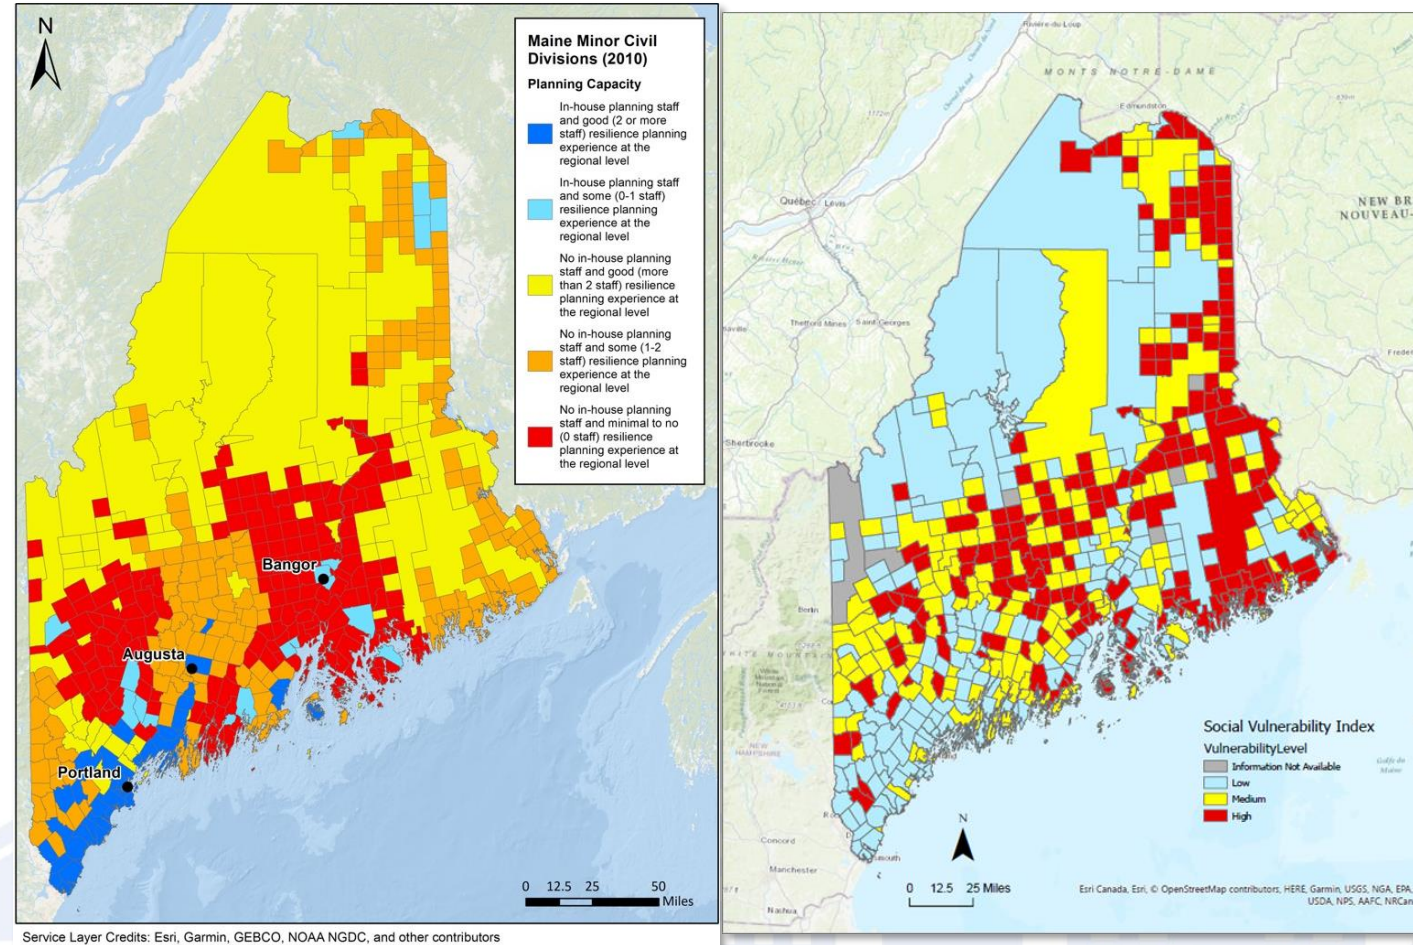 N
Maine Minor Civil
Divisions (2010)
Planning Capacity
In-house planning staff
and good (2 or more
staff) resilience planning
experience at the
regional level
In-house planning staff
and some (0-1 staff)
resilience planning
experience at the
regional level
No in-house planning
staff and good (more
than 2 staff) resilience
planning experience at
the regional level
No in-house planning
staff and some (1-2
staff) resilience planning
experience at the
regional level
No in-house planning
staff and minimal to no
(0 staff) resilience
planning experience at
the regional level
Bangor
Augusta
Portland
0 12.5 25 50
Miles
Service Layer Credits: Esri, Garmin, GEBCO, NOAA NGDC, and other contributors
Rivière-du-Loup
MONTS NOTRE-DAME
Edmundston
Québec
Lévis
NEW BR
NOUVEAU-
Thetford Mines
Saint-Georges
Sherbrooke
Berlin
Concord
Manchester
Nashua
Social Vulnerability Index
VulnerabilityLevel
Information Not Available
Low
Medium
High
N
0 12.5 25 Miles
Esri Canada, Esri, © OpenStreetMap contributors, HERE, Garmin, USGS, NGA, EPA,
USDA, NPS, AAFC, NRCan